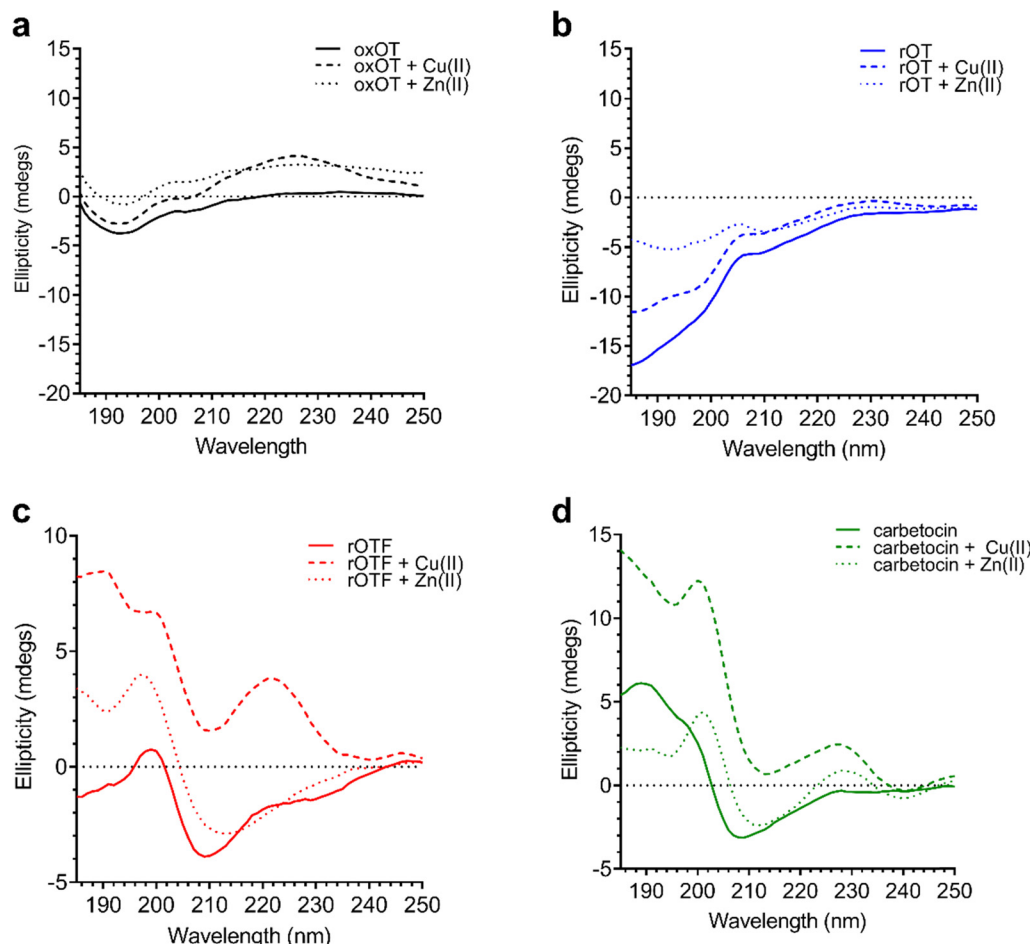 a
15
10
5
0
-5
-10
-15
-20
Ellipticity (mdegs)
oxOT
oxOT + Cu(II)
oxOT + Zn(II)
190 200 210 220 230 240 250
Wavelength
b
15
10
5
0
-5
-10
-15
-20
Ellipticity (mdegs)
rOT
rOT + Cu(II)
rOT + Zn(II)
190 200 210 220 230 240 250
Wavelength (nm)
c
10
5
0
-5
Ellipticity (mdegs)
rOTF
rOTF + Cu(II)
rOTF + Zn(II)
190 200 210 220 230 240 250
Wavelength (nm)
d
15
10
5
0
-5
Ellipticity (mdegs)
carbetocin
carbetocin + Cu(II)
carbetocin + Zn(II)
190 200 210 220 230 240 250
Wavelength (nm)